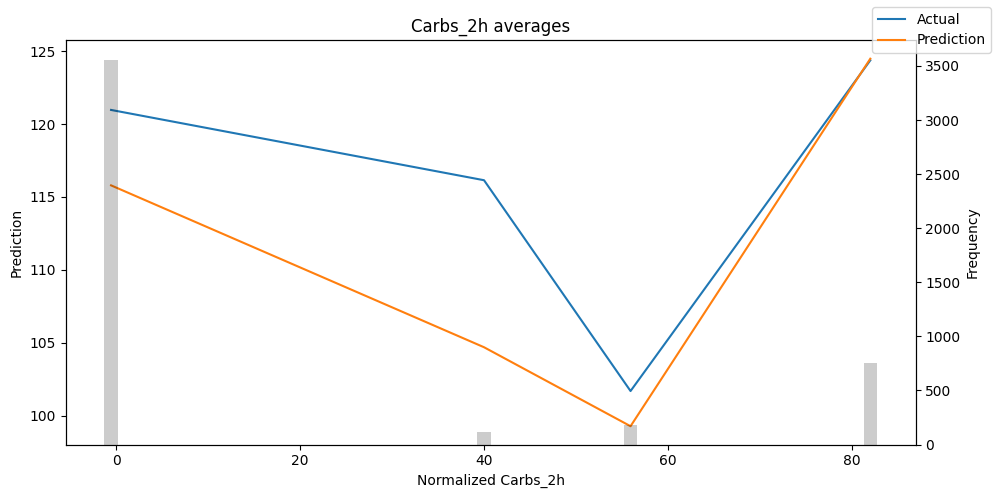 Carbs_2h averages
Actual
Prediction
125
120
115
110
105
100
Prediction
3500
3000
2500
2000
1500
1000
500
0
Frequency
0 20 40 60 80
Normalized Carbs_2h